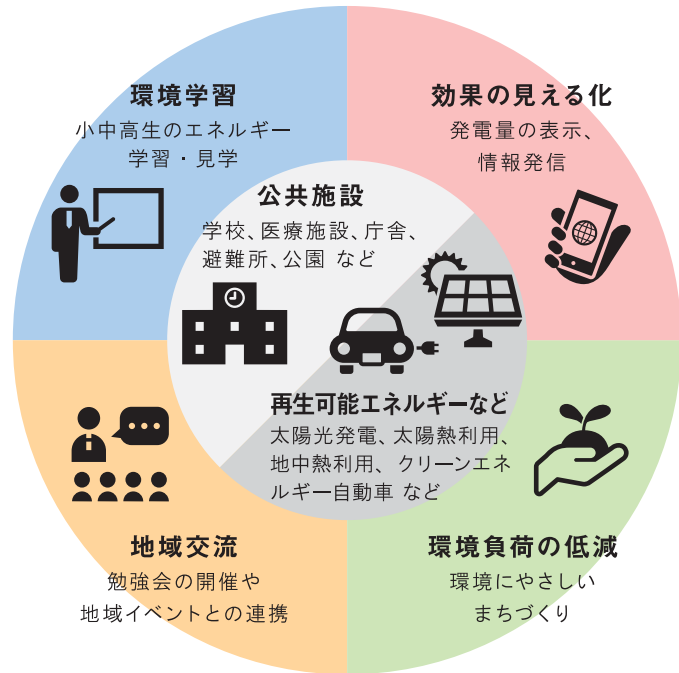 環境学習
小中高生のエネルギー
学習・見学
効果の見える化
発電量の表示、
情報発信
公共施設
学校、医療施設、庁舎、
避難所、公園 など
再生可能エネルギーなど
太陽光発電、太陽熱利用、
地中熱利用、クリーンエネ
ルギー自動車 など
地域交流
勉強会の開催や
地域イベントとの連携
環境負荷の低減
環境にやさしい
まちづくり